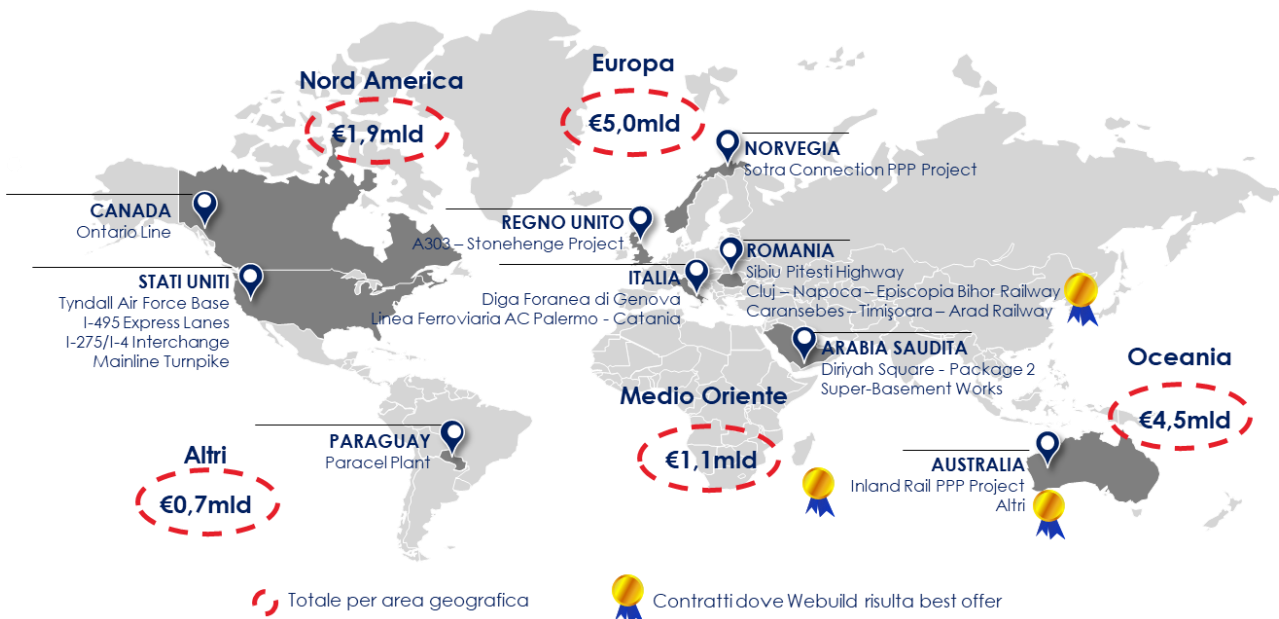 Nord America
€1,9mld
Europa
€5,0mld
NORVEGIA
Sotra Connection PPP Project
CANADA
Ontario Line
REGNO UNITO
A303 – Stonehenge Project
STATI UNITI
Tyndall Air Force Base
I-495 Express Lanes
I-275/I-4 Interchange
Mainline Turnpike
ITALIA
Diga Foranea di Genova
Linea Ferroviaria AC Palermo - Catania
ROMANIA
Sibiu Pitesti Highway
Cluj – Napoca – Episcopia Bihor Railway
Caransebes – Timișoara – Arad Railway
ARABIA SAUDITA
Diriyah Square - Package 2
Super-Basement Works
Medio Oriente
€1,1mld
Oceania
€4,5mld
PARAGUAY
Paracel Plant
Altri
€0,7mld
AUSTRALIA
Inland Rail PPP Project
Altri
Totale per area geografica
Contratti dove Webuild risulta best offer